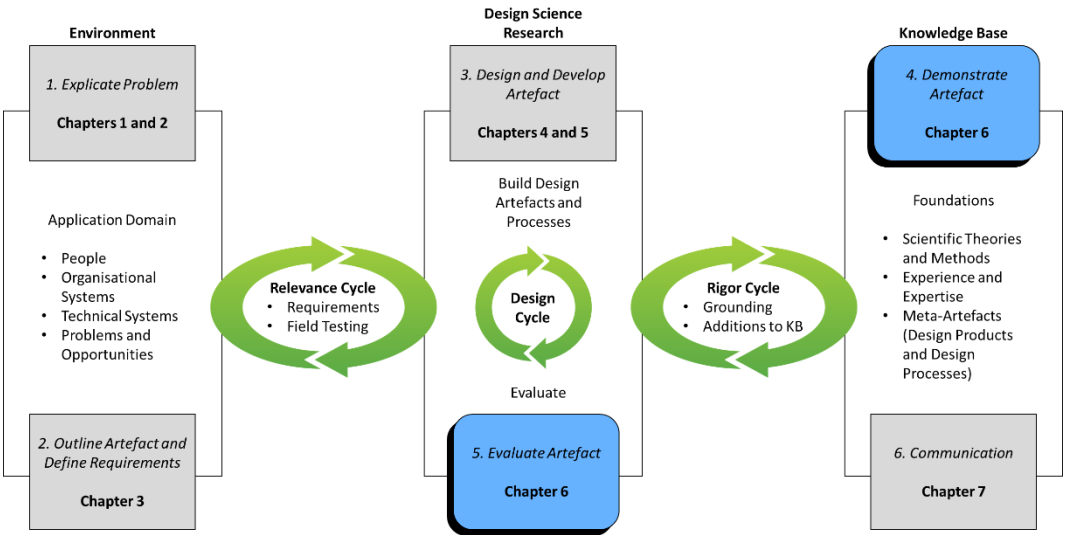 Environment
1. Explicate Problem
Chapters 1 and 2
Application Domain
• People
• Organisational
Systems
• Technical Systems
• Problems and
Opportunities
2. Outline Artefact and
Define Requirements
Chapter 3
Relevance Cycle
• Requirements
• Field Testing
Design Science
Research
3. Design and Develop
Artefact
Chapters 4 and 5
Build Design
Artefacts and
Processes
Design
Cycle
Evaluate
5. Evaluate Artefact
Chapter 6
Rigor Cycle
• Grounding
• Additions to KB
Knowledge Base
4. Demonstrate
Artefact
Chapter 6
Foundations
• Scientific Theories
and Methods
• Experience and
Expertise
• Meta-Artefacts
(Design Products
and Design
Processes)
6. Communication
Chapter 7